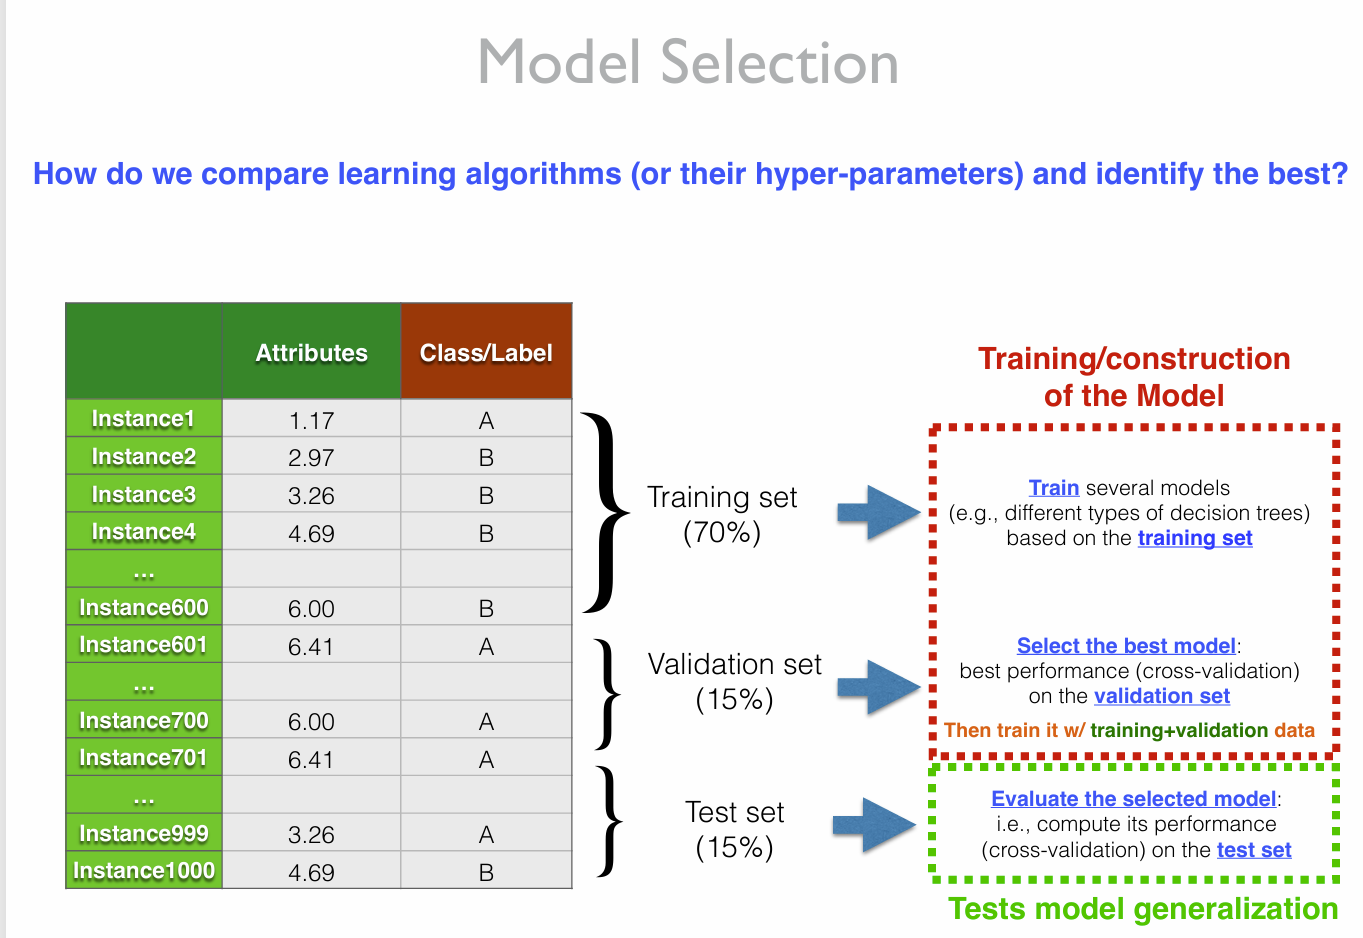 Model Selection
How do we compare learning algorithms (or their hyper-parameters) and identify the best?
Attributes Class/Label
Instance1 1.17 A
Instance2 2.97 B
Instance3 3.26 B
Instance4 4.69 B
...
Instance600 6.00 B
Instance601 6.41 A
...
Instance700 6.00 A
Instance701 6.41 A
...
Instance999 3.26 A
Instance1000 4.69 B
Training set
(70%)
Validation set
(15%)
Test set
(15%)
Training/construction
of the Model
Train several models
(e.g., different types of decision trees)
based on the training set
Select the best model:
best performance (cross-validation)
on the validation set
Then train it w/ training+validation data
Evaluate the selected model:
i.e., compute its performance
(cross-validation) on the test set
Tests model generalization